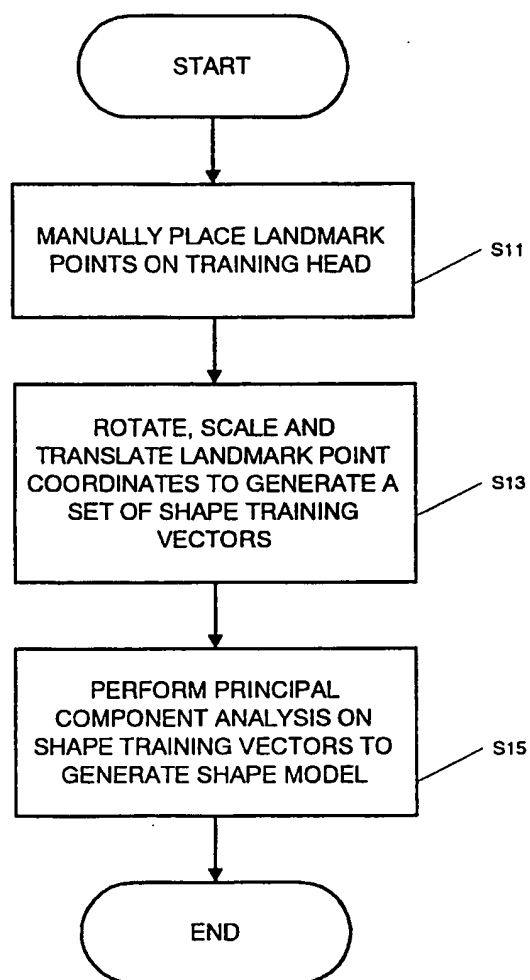 START
MANUALLY PLACE LANDMARK
POINTS ON TRAINING HEAD
S11
ROTATE, SCALE AND
TRANSLATE LANDMARK POINT
COORDINATES TO GENERATE A
SET OF SHAPE TRAINING
VECTORS
S13
PERFORM PRINCIPAL
COMPONENT ANALYSIS ON
SHAPE TRAINING VECTORS TO
GENERATE SHAPE MODEL
S15
END